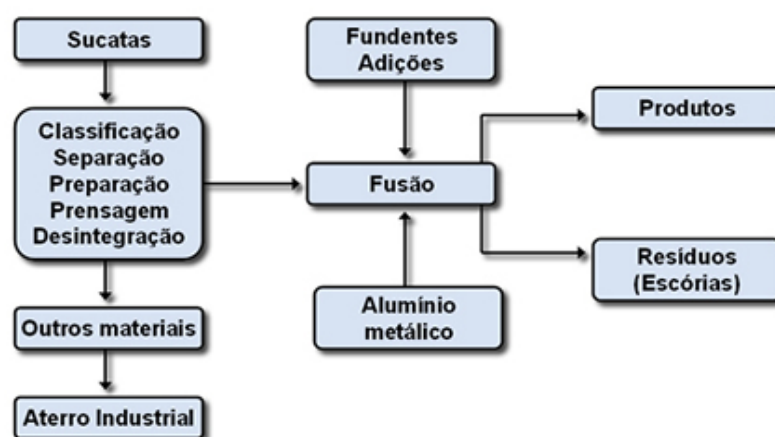 Sucatas
Classificação
Separação
Preparação
Prensagem
Desintegração
Outros materiais
Aterro Industrial
Fundentes
Adições
Fusão
Alumínio
metálico
Produtos
Resíduos
(Escórias)